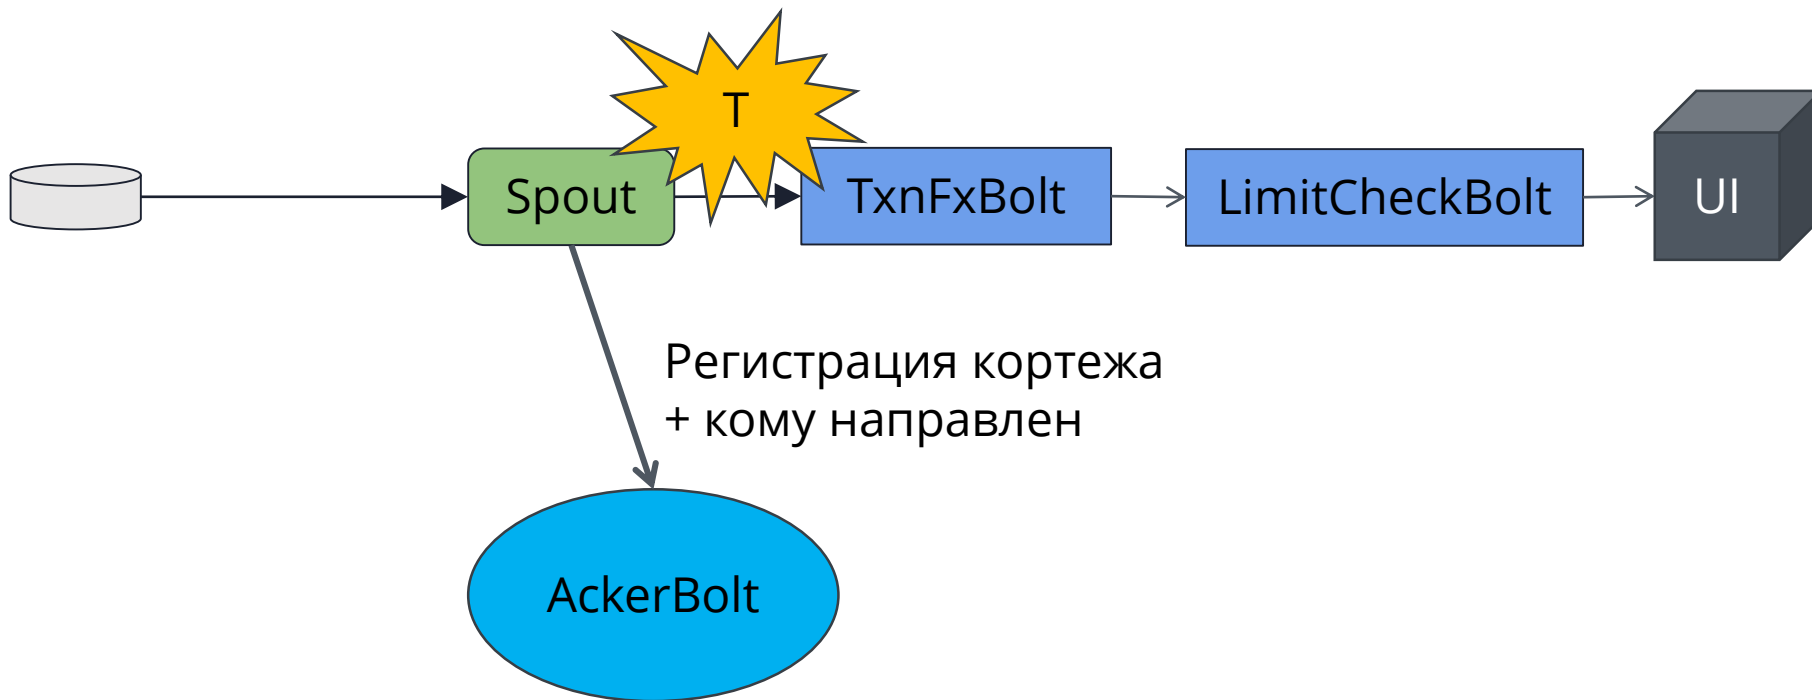 T
Spout
TxnFxBolt
LimitCheckBolt
UI
Регистрация кортежа
+ кому направлен
AckerBolt